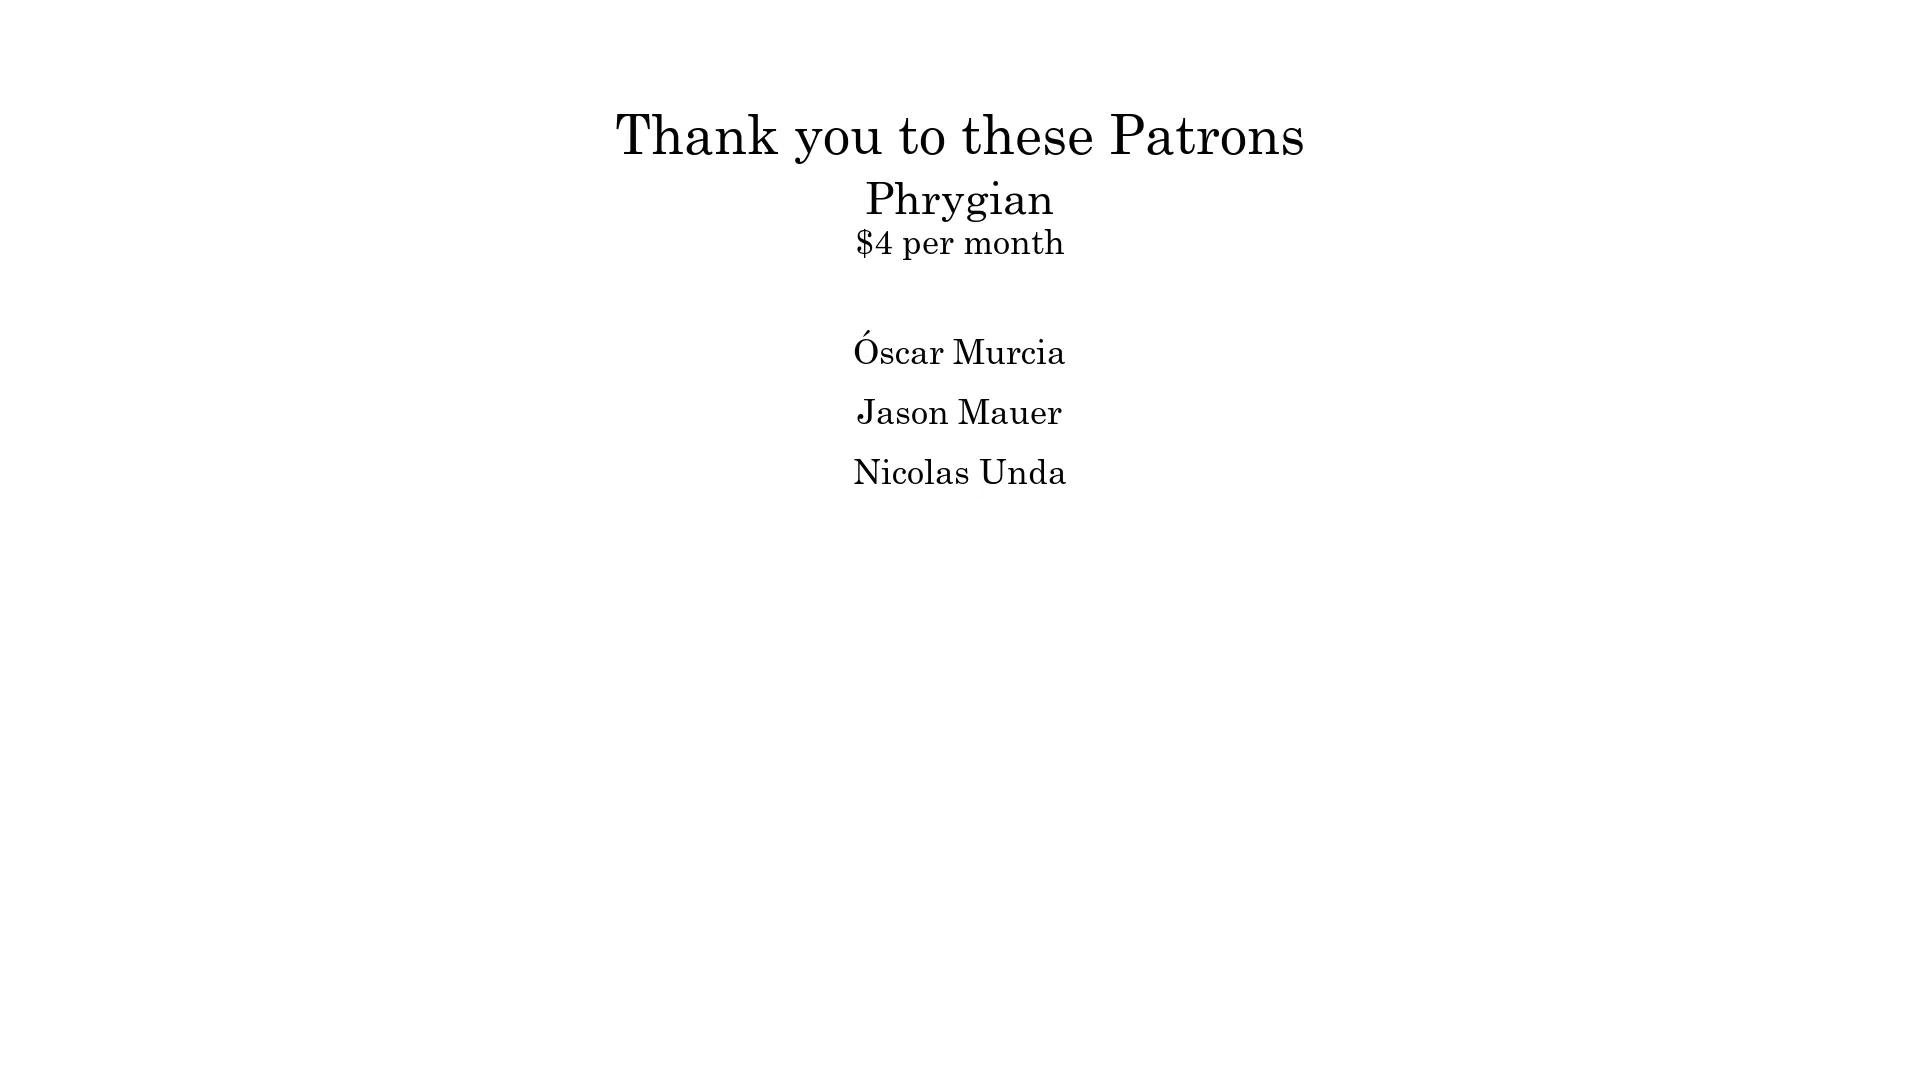 Thank you to these Patrons
Phrygian
$4 per month
Óscar Murcia
Jason Mauer
Nicolas Unda